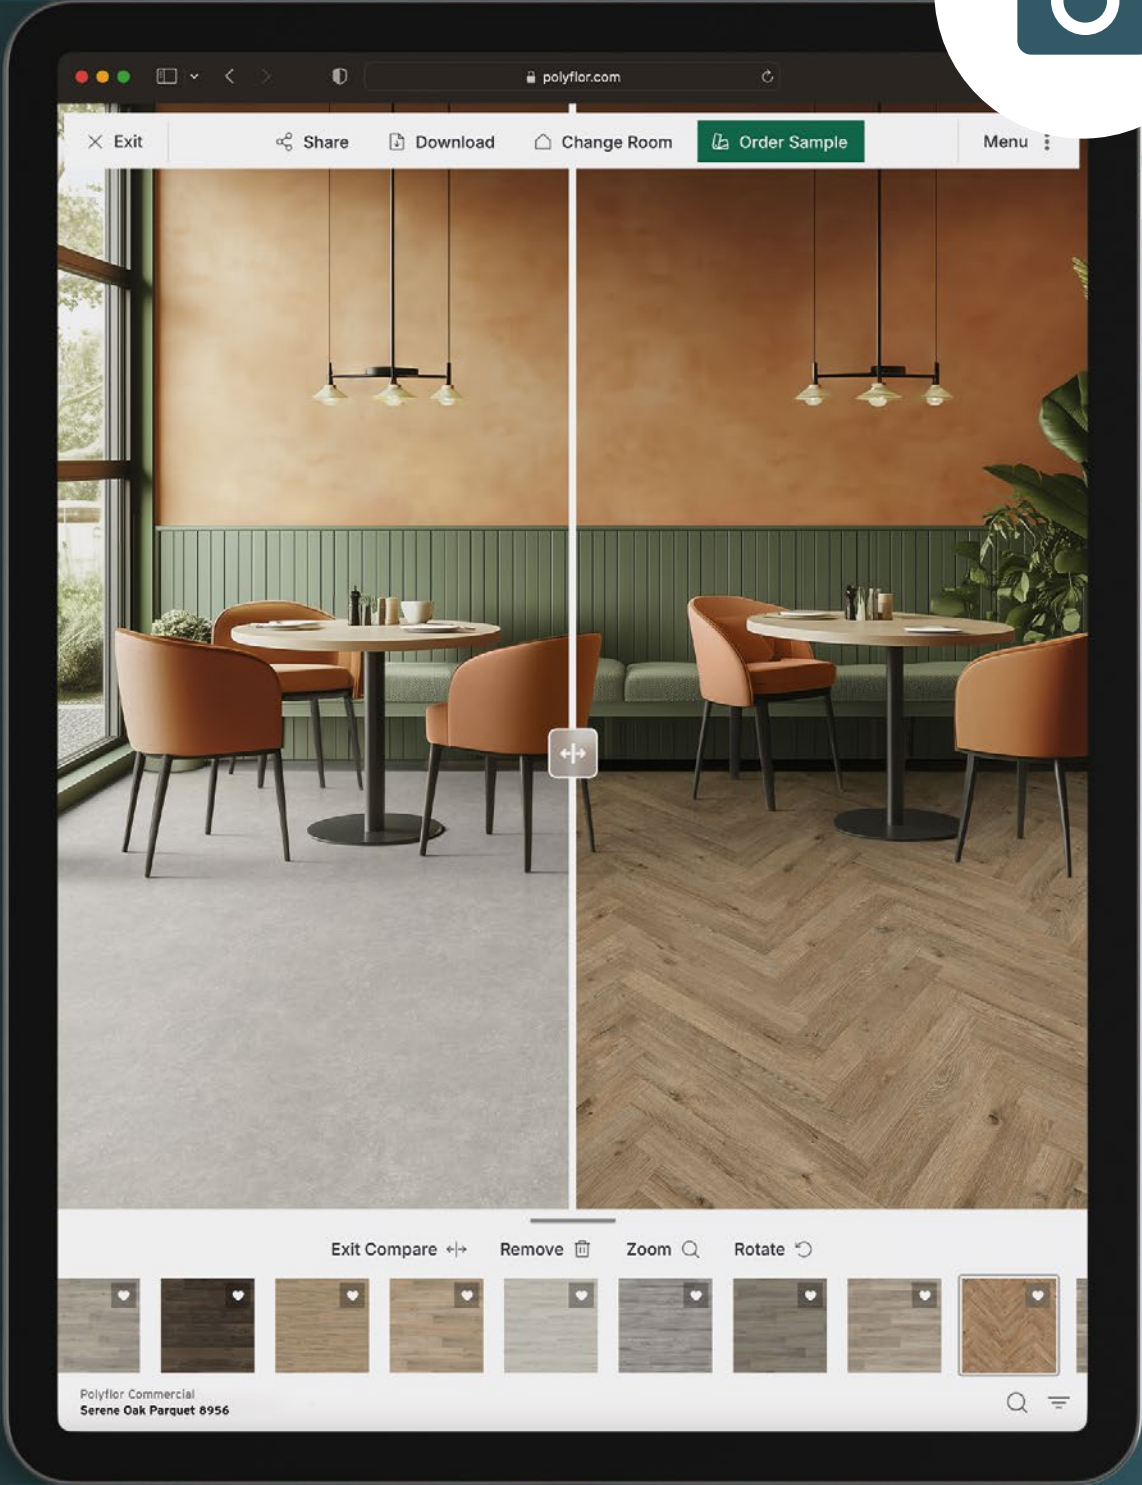 polyflor.com
Exit
Share
Download
Change Room
Order Sample
Menu
Exit Compare
Remove
Zoom
Rotate
Polyflor Commercial
Serene Oak Parquet 8956